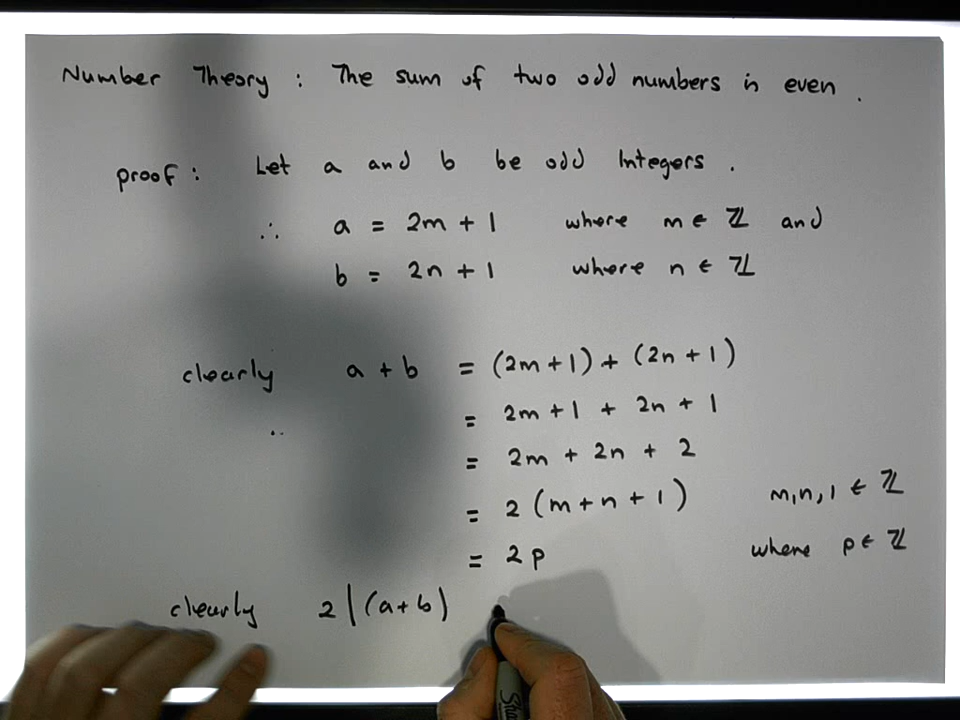 Number Theory : The sum of two odd numbers is even .
proof : Let a and b be odd Integers .
∴ a = 2m + 1 where m ∈ ℤ and
b = 2n + 1 where n ∈ ℤ
clearly a + b = (2m + 1) + (2n + 1)
= 2m + 1 + 2n + 1
= 2m + 2n + 2
= 2 (m + n + 1) m, n, 1 ∈ ℤ
= 2p where p ∈ ℤ
clearly 2 | (a + b)